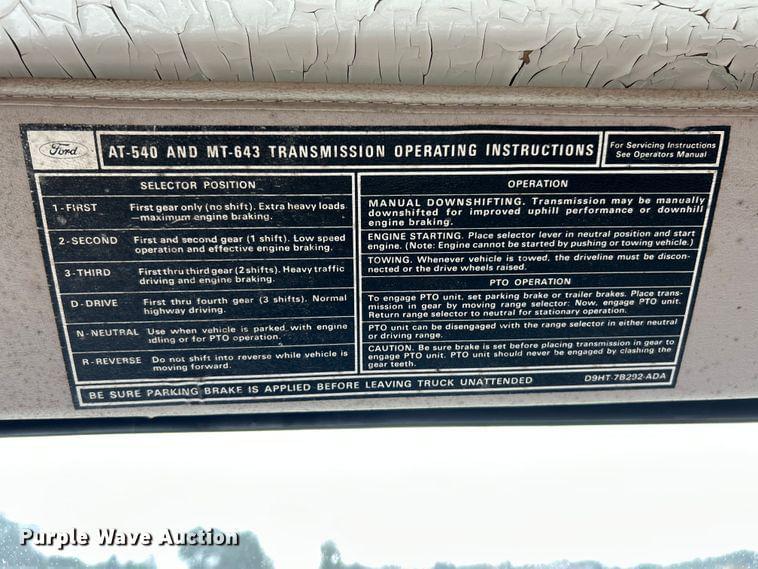 Ford
AT-540 AND MT-643 TRANSMISSION OPERATING INSTRUCTIONS
For Servicing Instructions
See Operators Manual
SELECTOR POSITION
1-FIRST First gear only (no shift). Extra heavy loads
—maximum engine braking.
2-SECOND First and second gear (1 shift). Low speed
operation and effective engine braking.
3-THIRD First thru third gear (2 shifts). Heavy traffic
driving and engine braking.
D-DRIVE First thru fourth gear (3 shifts). Normal
highway driving.
N-NEUTRAL Use when vehicle is parked with engine
idling or for PTO operation.
R-REVERSE Do not shift into reverse while vehicle is
moving forward.
OPERATION
MANUAL DOWNSHIFTING. Transmission may be manually
downshifted for improved uphill performance or downhill
engine braking.
ENGINE STARTING. Place selector lever in neutral position and start
engine. (Note: Engine cannot be started by pushing or towing vehicle.)
TOWING. Whenever vehicle is towed, the driveline must be discon-
nected or the drive wheels raised.
PTO OPERATION
To engage PTO unit, set parking brake or trailer brakes. Place trans-
mission in gear by moving range selector: Now, engage PTO unit.
Return range selector to neutral for stationary operation.
PTO unit can be disengaged with the range selector in either neutral
or driving range.
CAUTION. Be sure brake is set before placing transmission in gear to
engage PTO unit. PTO unit should never be engaged by clashing the
gear teeth.
BE SURE PARKING BRAKE IS APPLIED BEFORE LEAVING TRUCK UNATTENDED D9HT-7B292-ADA
Purple Wave Auction